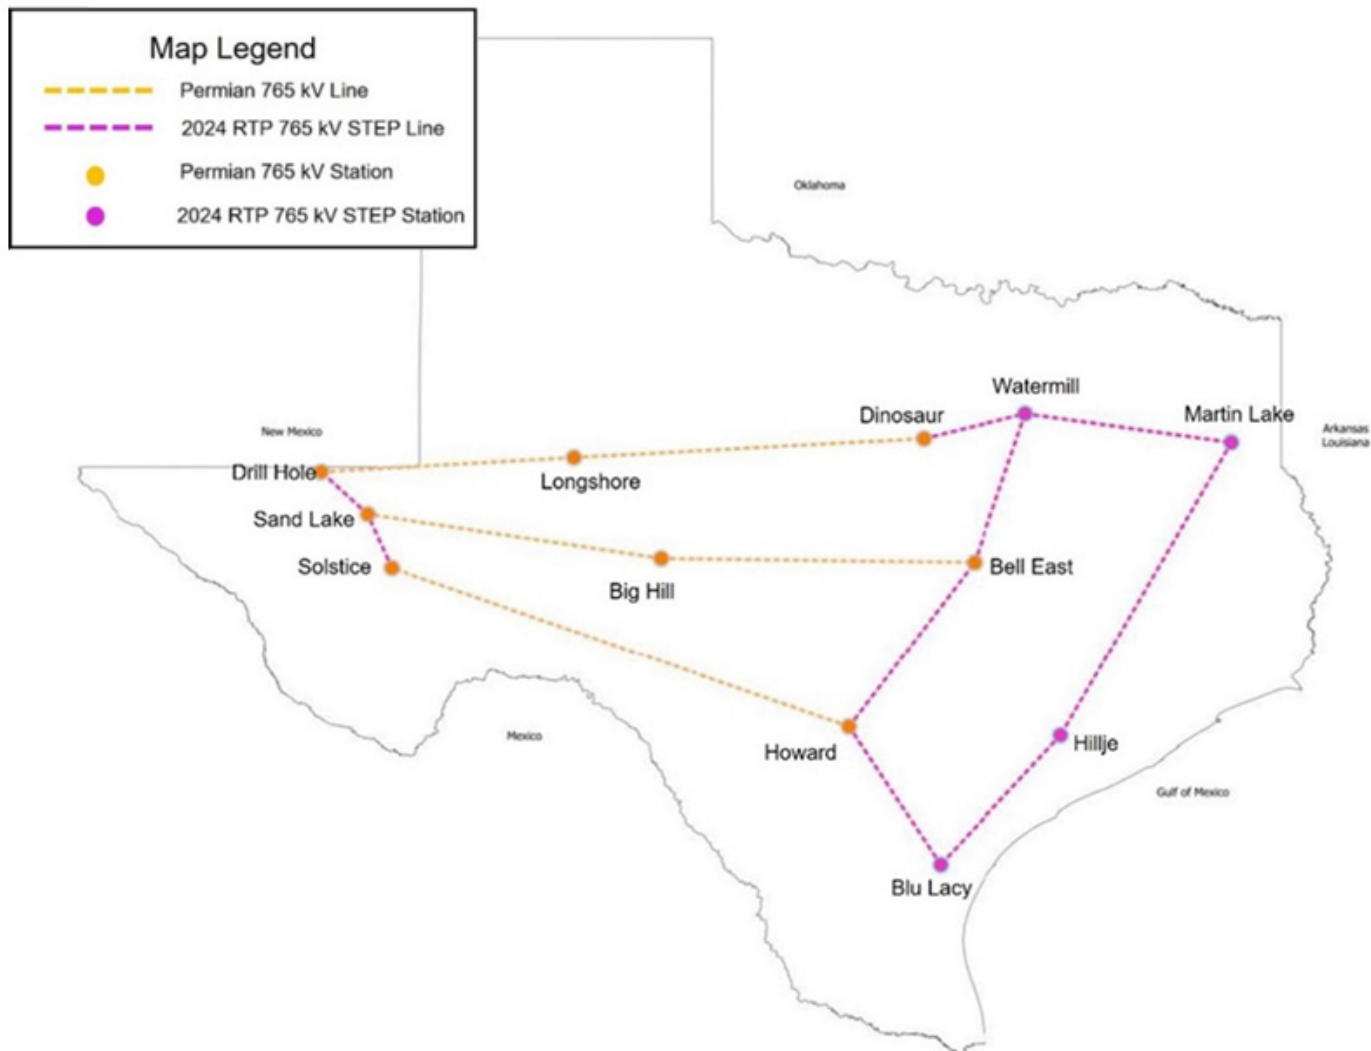 Map Legend
Permian 765 kV Line
2024 RTP 765 kV STEP Line
Permian 765 kV Station
2024 RTP 765 kV STEP Station
Oklahoma
Watermill
Dinosaur
Martin Lake
New Mexico
Arkansas
Louisiana
Drill Hole
Longshore
Sand Lake
Solstice
Big Hill
Bell East
Mexico
Howard
Hillje
Gulf of Mexico
Blu Lacy